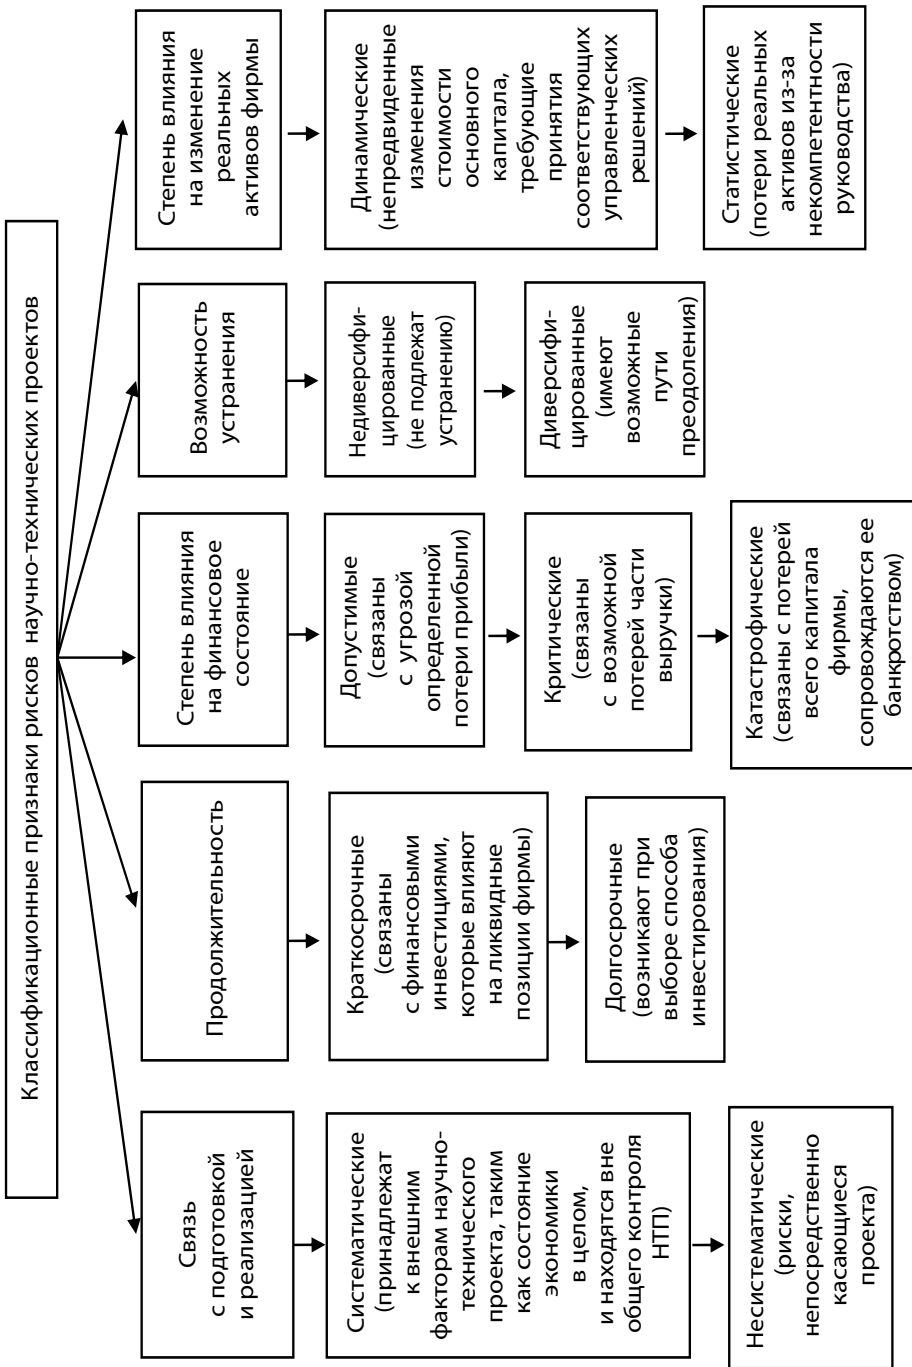 Классификационные признаки рисков научно-технических проектов
Связь
с подготовкой
и реализацией
Систематические
(принадлежат
к внешним
факторам научно-
технического
проекта, таким
как состояние
экономики
в целом,
и находятся вне
общего контроля
НТП)
Несистематические
(риски,
непосредственно
касающиеся
проекта)
Продолжительность
Краткосрочные
(связаны
с финансовыми
инвестициями,
которые влияют
на ликвидные
позиции фирмы)
Долгосрочные
(возникают при
выборе способа
инвестирования)
Степень влияния
на финансовое
состояние
Допустимые
(связаны
с угрозой
определенной
потери прибыли)
Критические
(связаны
с возможной
потерей части
выручки)
Катастрофические
(связаны с потерей
всего капитала
фирмы,
сопровождаются ее
банкротством)
Возможность
устранения
Недиверсифи-
цированные
(не подлежат
устранению)
Диверсифи-
цированные
(имеют
возможные
пути
преодоления)
Степень влияния
на изменение
реальных
активов фирмы
Динамические
(непредвиденные
изменения
стоимости
основного
капитала,
требующие
принятия
соответствующих
управленческих
решений)
Статистические
(потери реальных
активов из-за
некомпетентности
руководства)